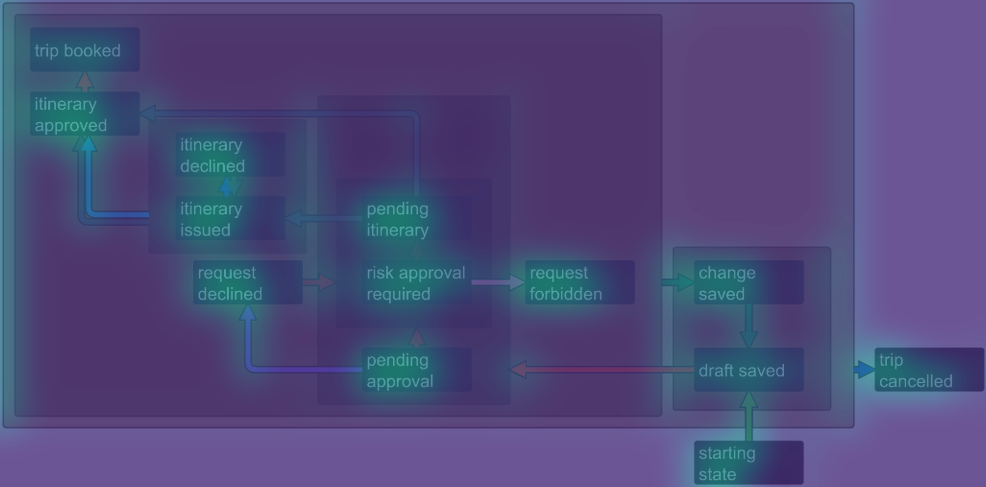 trip booked
itinerary
approved
itinerary
declined
itinerary
issued
pending
itinerary
request
declined
risk approval
required
request
forbidden
change
saved
pending
approval
draft saved
trip
cancelled
starting
state